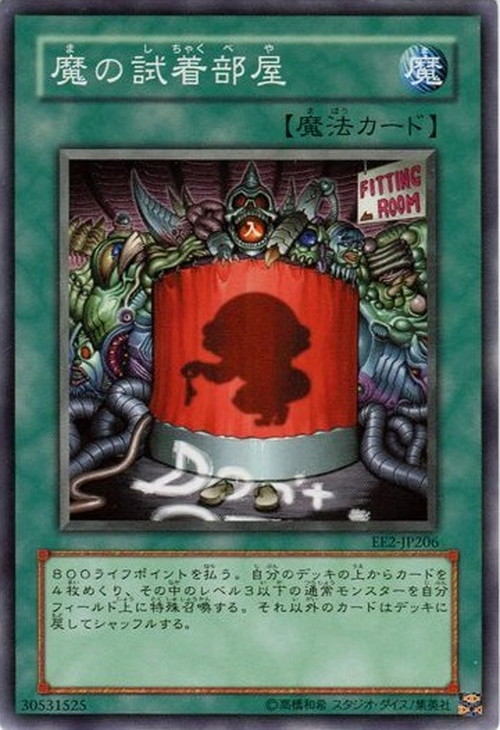 魔の試着部屋
魔
【魔法カード】
FITTING
ROOM
入
DON'T
EE2-JP206
800ライフポイントを払う。自分のデッキの上からカードを
4枚めくり、その中のレベル3以下の通常モンスターを自分
フィールド上に特殊召喚する。それ以外のカードはデッキに
戻してシャッフルする。
30531525
©高橋和希 スタジオ・ダイス/集英社